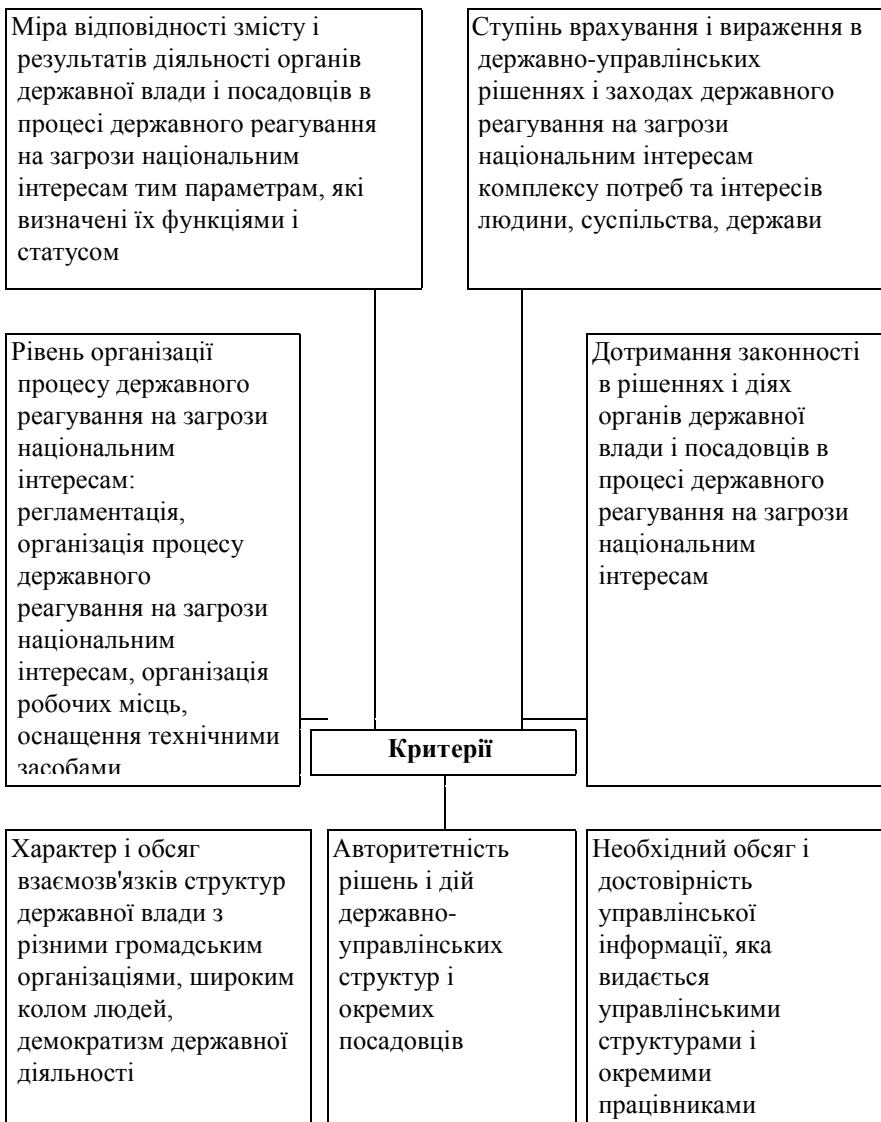 Міра відповідності змісту і
результатів діяльності органів
державної влади і посадовців в
процесі державного реагування
на загрози національним
інтересам тим параметрам, які
визначені їх функціями і
статусом
Ступінь врахування і вираження в
державно-управлінських
рішеннях і заходах державного
реагування на загрози
національним інтересам
комплексу потреб та інтересів
людини, суспільства, держави
Рівень організації
процесу державного
реагування на загрози
національним
інтересам:
регламентація,
організація процесу
державного
реагування на загрози
національним
інтересам, організація
робочих місць,
оснащення технічними
засобами
Дотримання законності
в рішеннях і діях
органів державної
влади і посадовців в
процесі державного
реагування на загрози
національним
інтересам
Критерії
Характер і обсяг
взаємозв'язків структур
державної влади з
різними громадським
організаціями, широким
колом людей,
демократизм державної
діяльності
Авторитетність
рішень і дій
державно-
управлінських
структур і
окремих
посадовців
Необхідний обсяг і
достовірність
управлінської
інформації, яка
видається
управлінськими
структурами і
окремими
працівниками